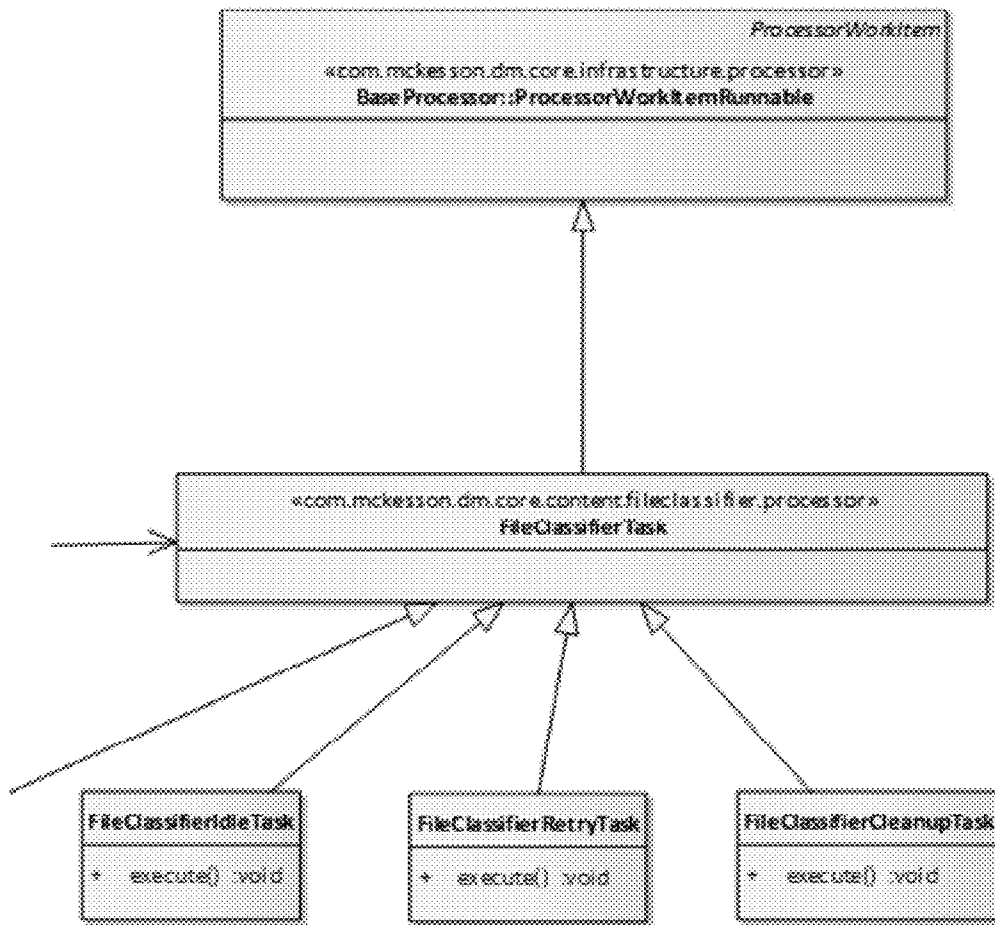 ProcessorWorkItem
«com.mckesson.dm.core.infrastructure.processor»
BaseProcessor::ProcessorWorkItemRunnable
«com.mckesson.dm.core.content.fileclassifier.processor»
FileClassifierTask
FileClassifierIdleTask
+ execute() :void
FileClassifierRetryTask
+ execute() :void
FileClassifierCleanupTask
+ execute() :void